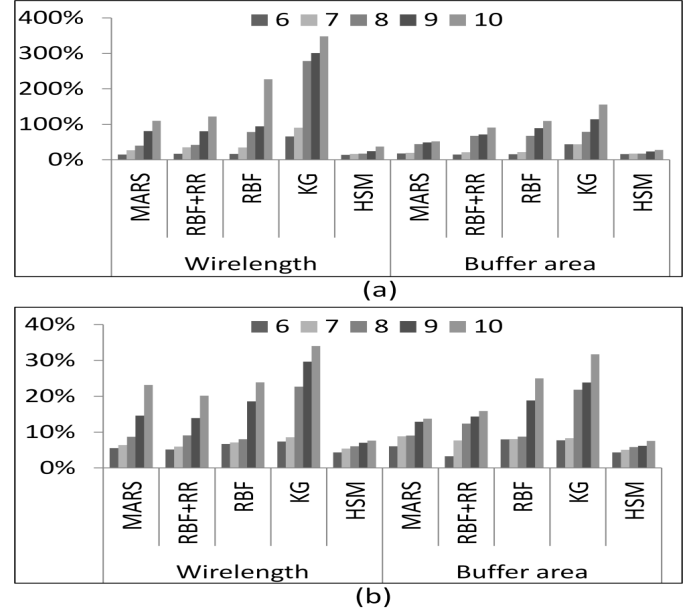 400%
300%
200%
100%
0%
6 7 8 9 10
MARS
RBF+RR
RBF
KG
HSM
MARS
RBF+RR
RBF
KG
HSM
Wirelength
Buffer area
(a)
40%
30%
20%
10%
0%
6 7 8 9 10
MARS
RBF+RR
RBF
KG
HSM
MARS
RBF+RR
RBF
KG
HSM
Wirelength
Buffer area
(b)